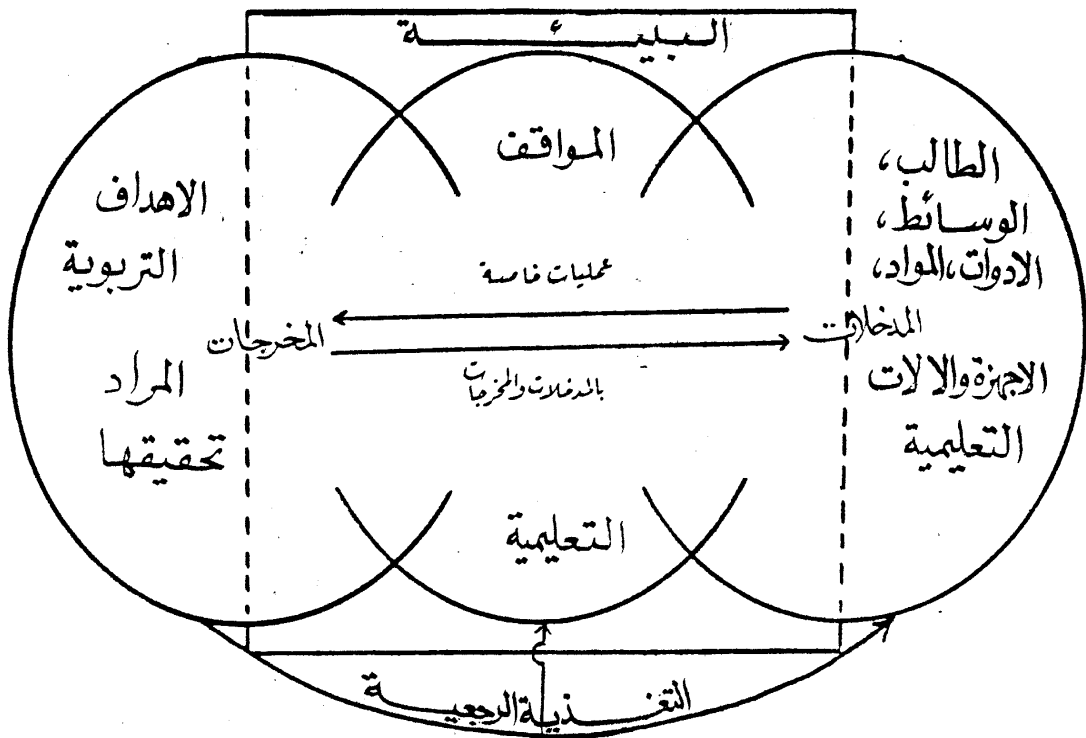 البيئة
الطالب،
الوسائط،
الادوات،المواد،
المدخلات
الاجهزة والالات
التعليمية
المواقف
عمليات خاصة
بالمدخلات والمخرجات
التعليمية
الاهداف
التربوية
المخرجات
المراد
تحقيقها
التغذية الرجعية